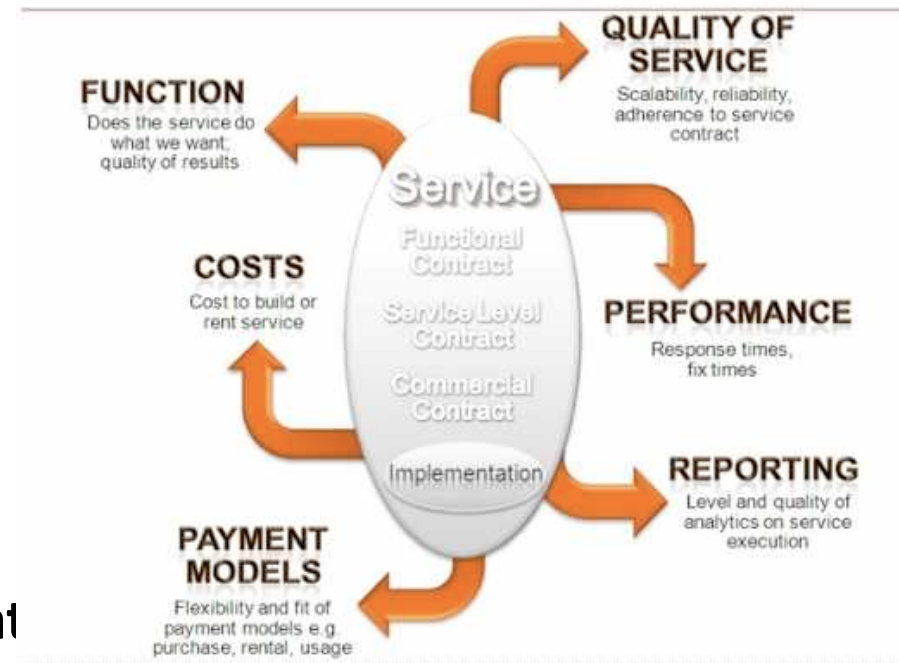 QUALITY OF
SERVICE
Scalability, reliability,
adherence to service
contract
FUNCTION
Does the service do
what we want;
quality of results
Service
Functional
Contract
Service Level
Contract
Commercial
Contract
Implementation
COSTS
Cost to build or
rent service
PERFORMANCE
Response times,
fix times
REPORTING
Level and quality of
analytics on service
execution
PAYMENT
MODELS
Flexibility and fit of
payment models e.g.
purchase, rental, usage